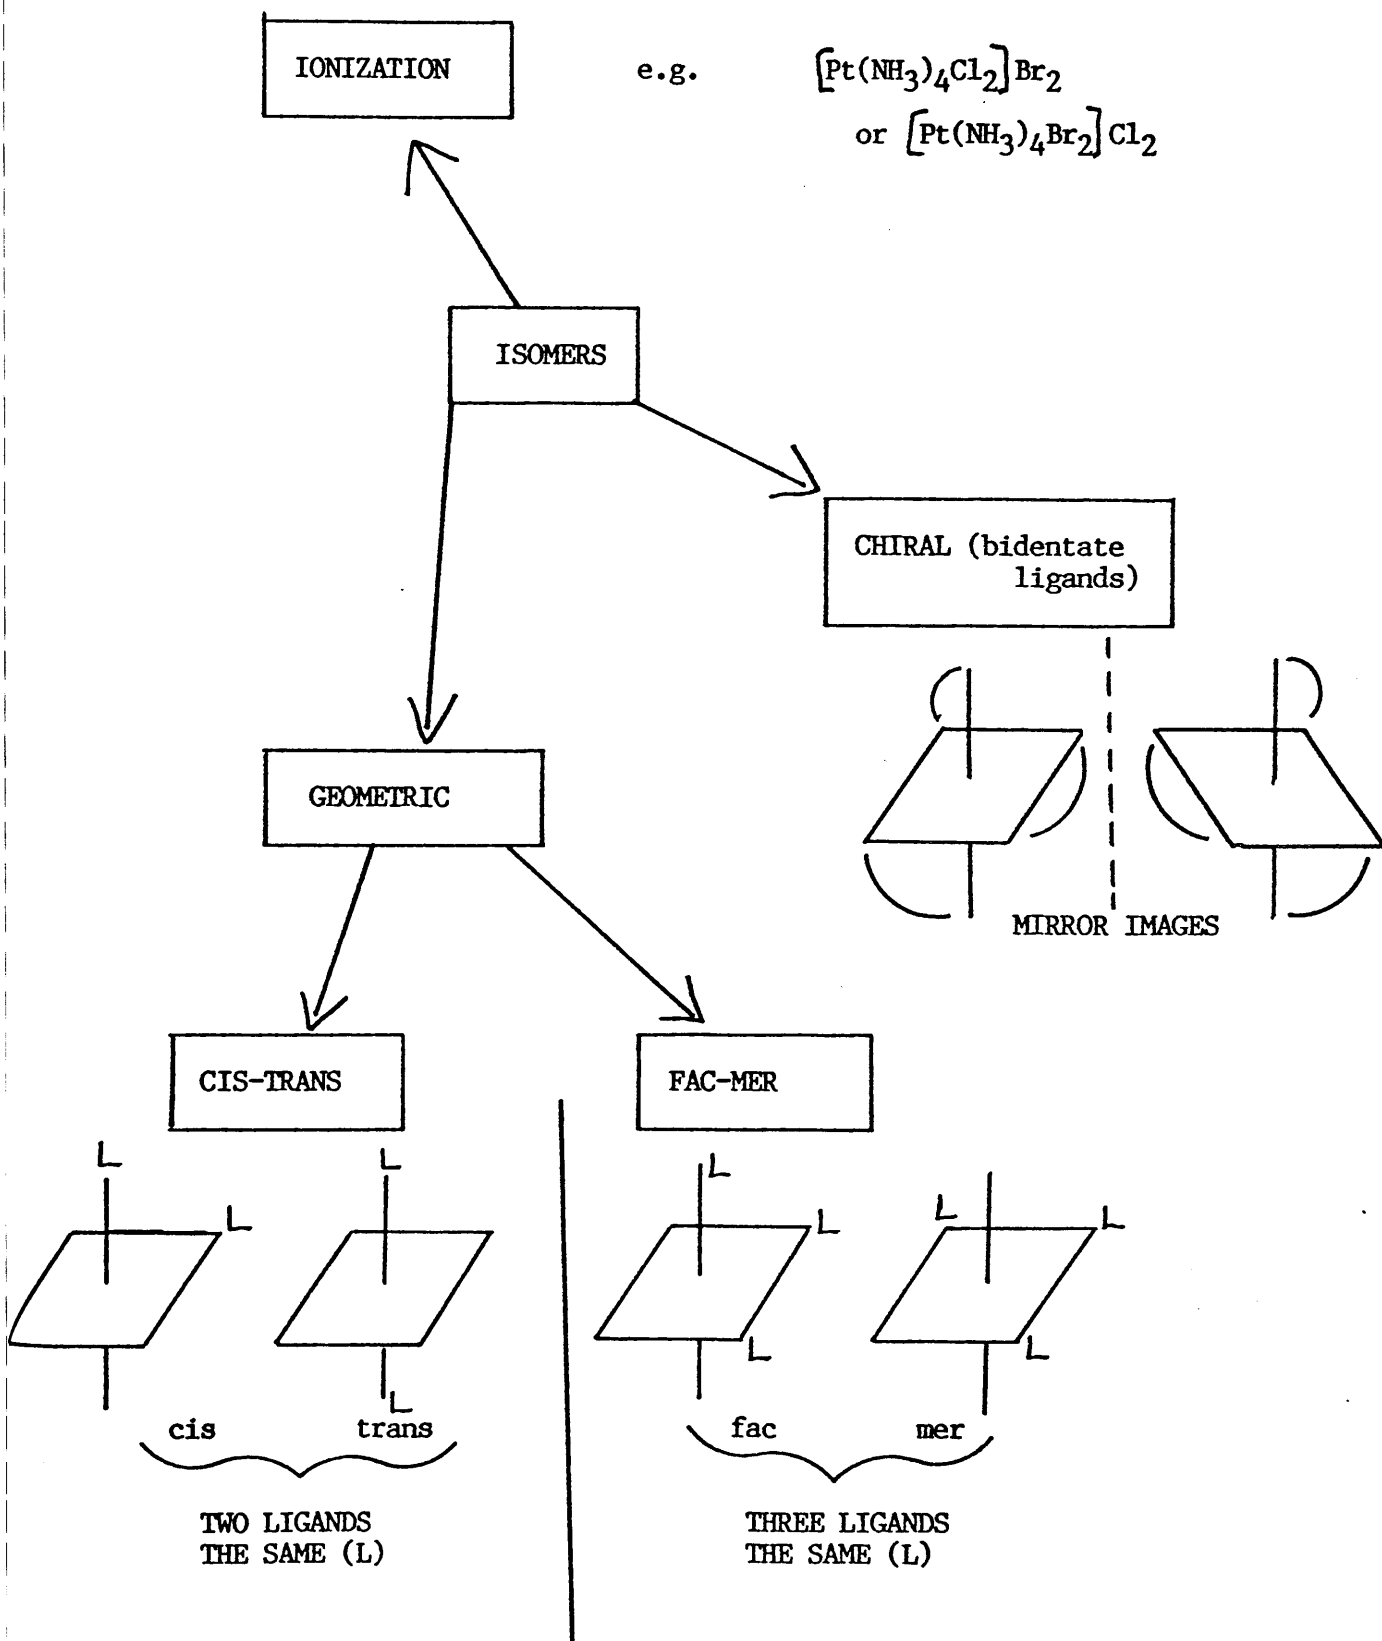 IONIZATION e.g. [Pt(NH3)4Cl2]Br2
or [Pt(NH3)4Br2]Cl2
ISOMERS
CHIRAL (bidentate
ligands)
MIRROR IMAGES
GEOMETRIC
CIS-TRANS
FAC-MER
L
L
L
L
cis
trans
TWO LIGANDS
THE SAME (L)
L
L
L
L
L
L
fac
mer
THREE LIGANDS
THE SAME (L)